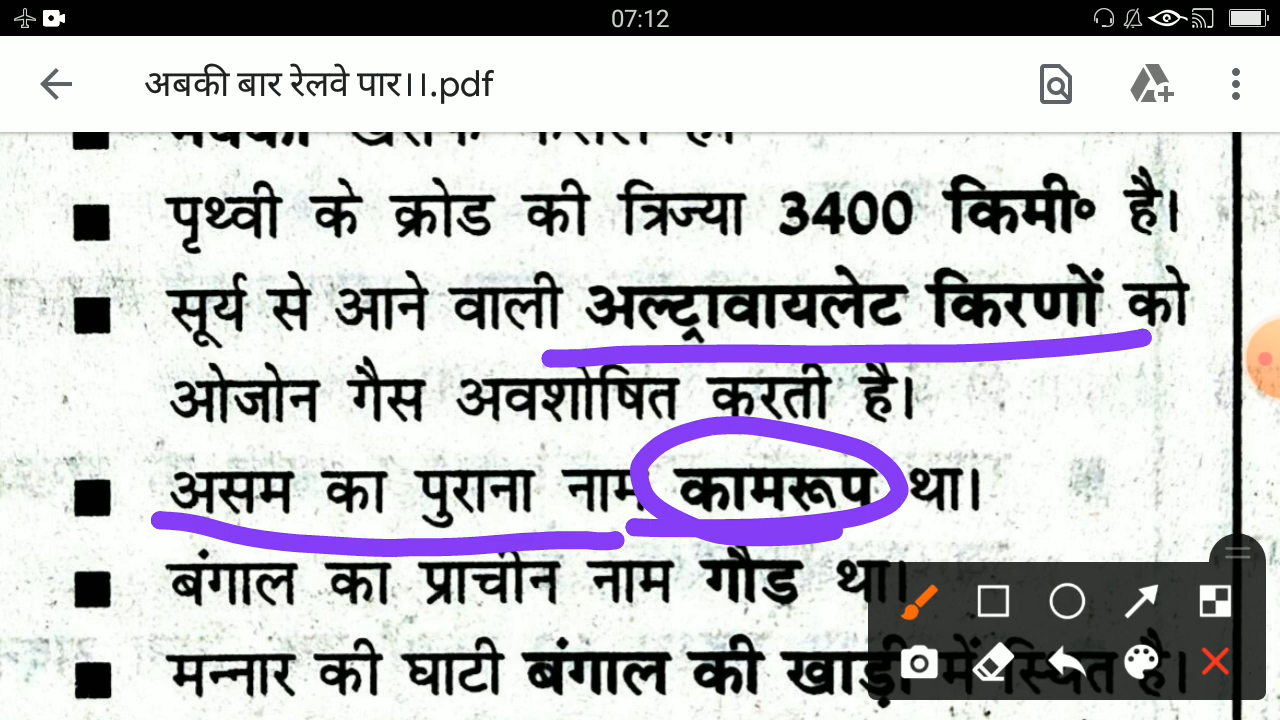 07:12
अबकी बार रेलवे पार।।.pdf
पृथ्वी के क्रोड की त्रिज्या 3400 किमी॰ है।
सूर्य से आने वाली अल्ट्रावायलेट किरणों को
ओजोन गैस अवशोषित करती है।
असम का पुराना नाम कामरूप था।
बंगाल का प्राचीन नाम गौड था।
मन्नार की घाटी बंगाल की खाड़ी में स्थित है।